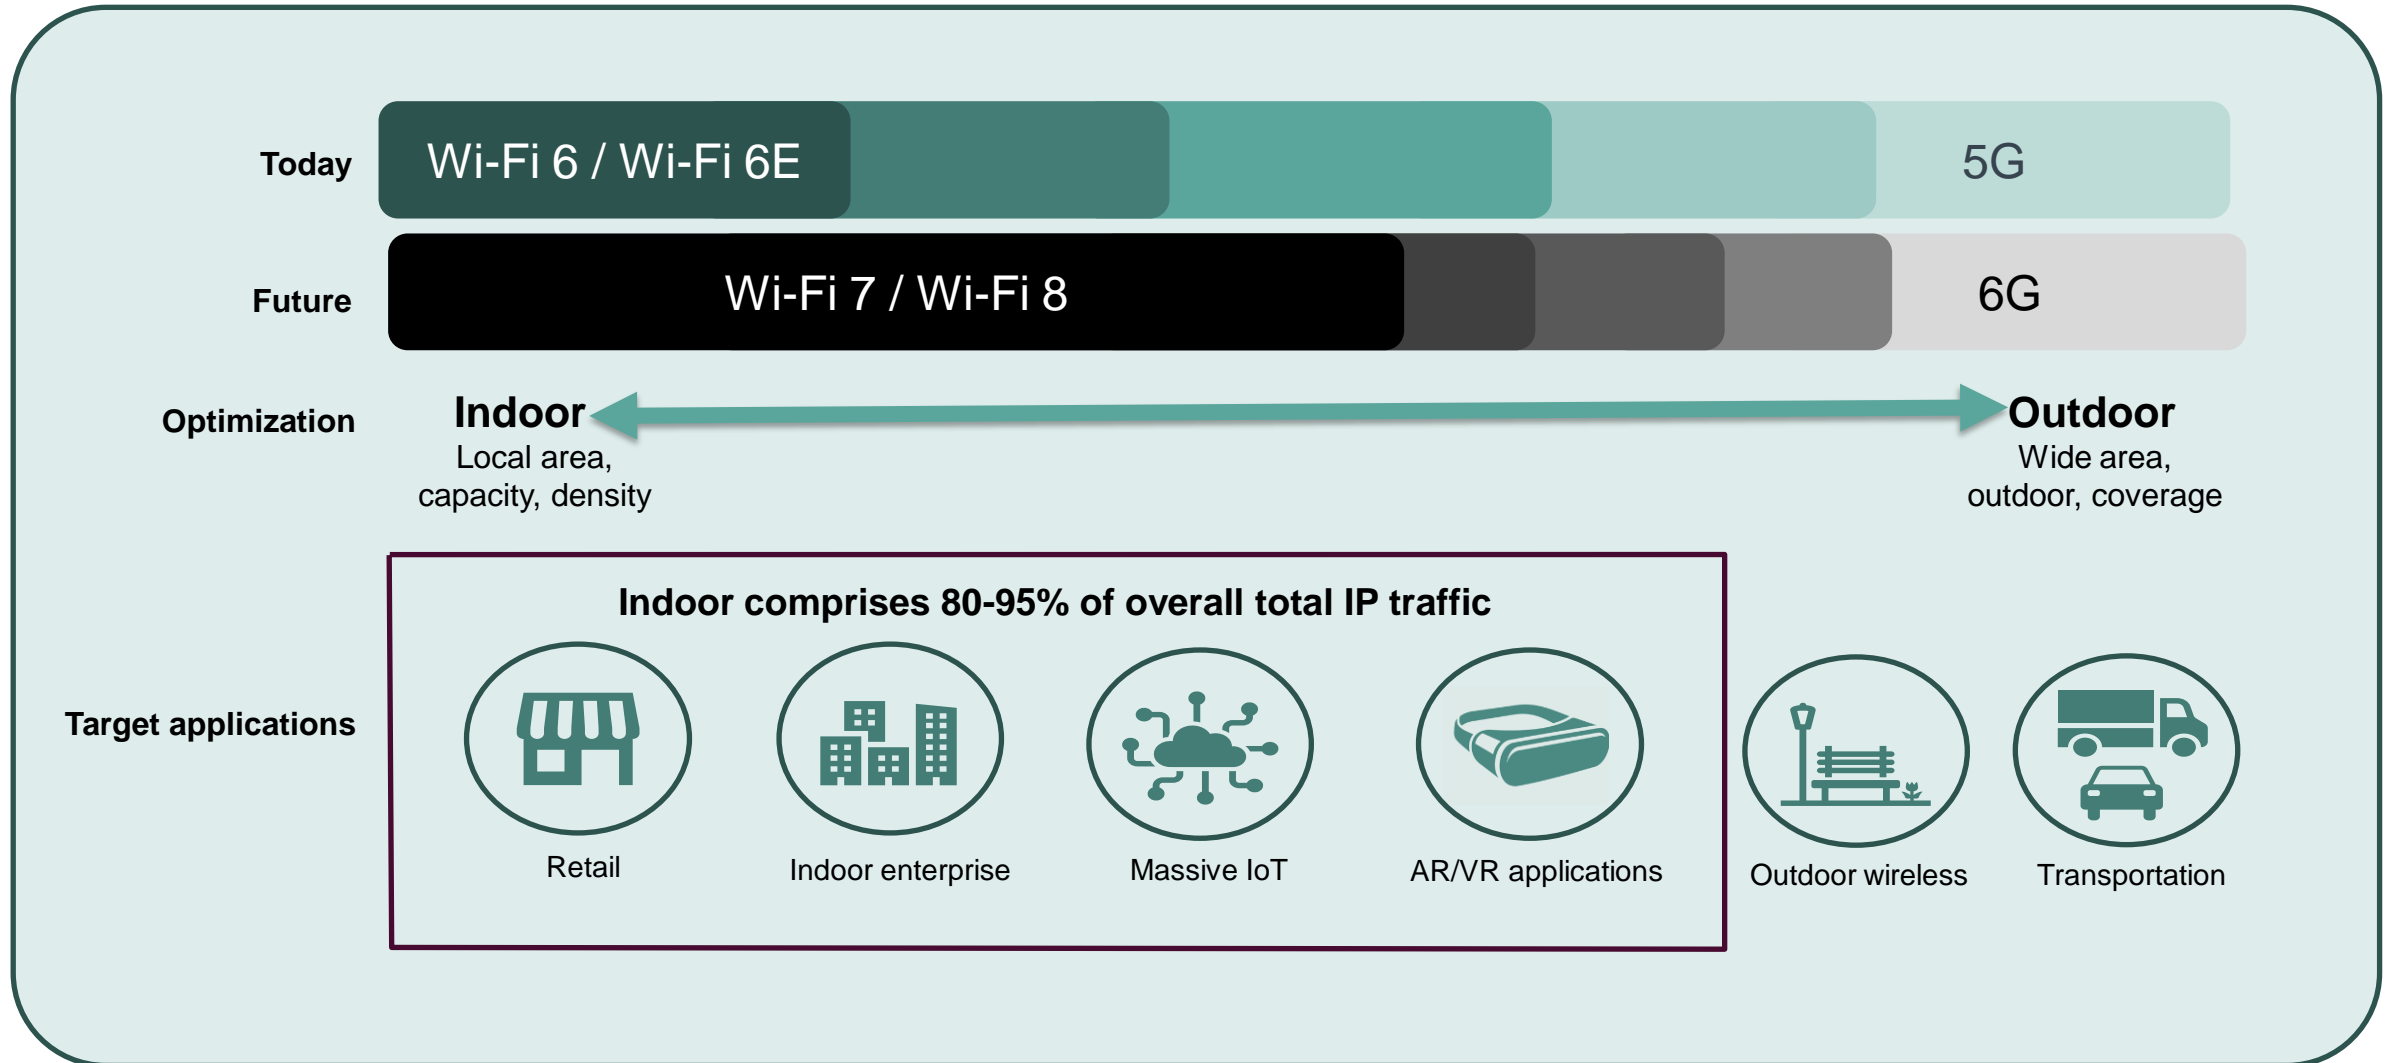 Today
Wi-Fi 6 / Wi-Fi 6E
5G
Future
Wi-Fi 7 / Wi-Fi 8
6G
Optimization
Indoor
Local area,
capacity, density
Outdoor
Wide area,
outdoor, coverage
Target applications
Indoor comprises 80-95% of overall total IP traffic
Retail
Indoor enterprise
Massive IoT
AR/VR applications
Outdoor wireless
Transportation